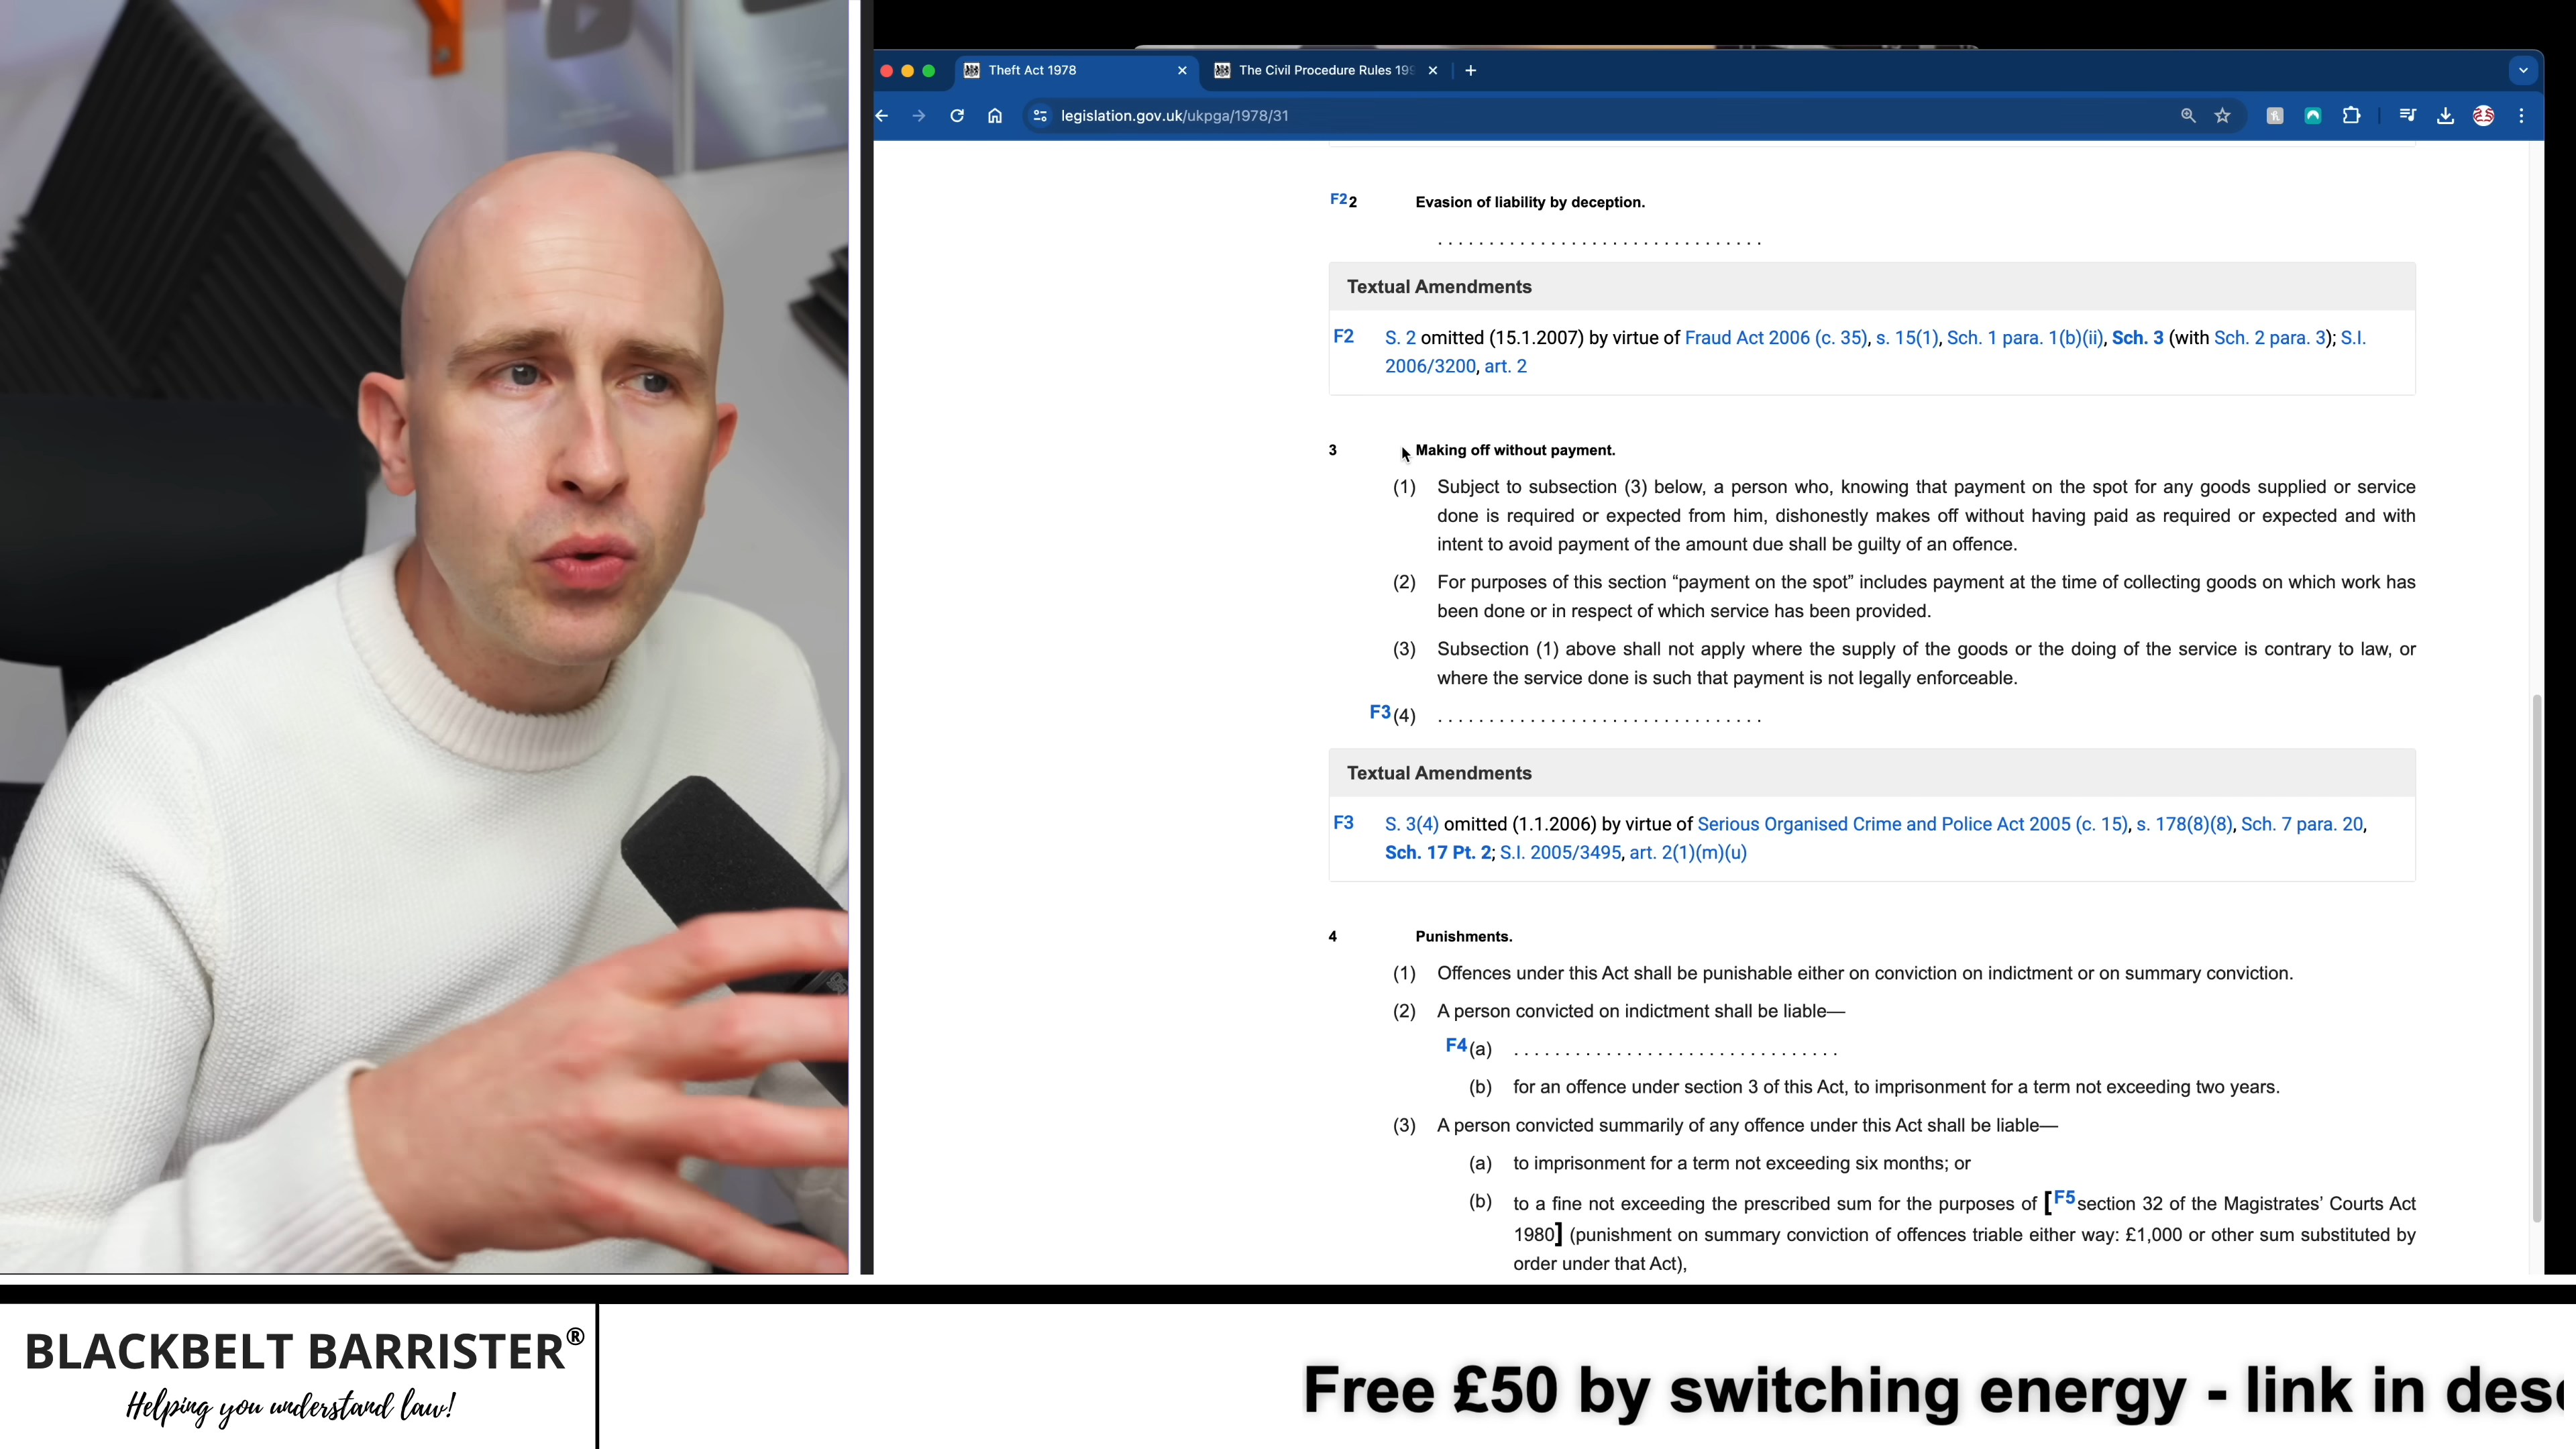 Theft Act 1978
The Civil Procedure Rules 199
legislation.gov.uk/ukpga/1978/31
F2 2 Evasion of liability by deception.
. . . . . . . . . . . . . . . . . . . . . . . . . . . . . . . .
Textual Amendments
F2 S. 2 omitted (15.1.2007) by virtue of Fraud Act 2006 (c. 35), s. 15(1), Sch. 1 para. 1(b)(ii), Sch. 3 (with Sch. 2 para. 3); S.I.
2006/3200, art. 2
3 Making off without payment.
(1) Subject to subsection (3) below, a person who, knowing that payment on the spot for any goods supplied or service
done is required or expected from him, dishonestly makes off without having paid as required or expected and with
intent to avoid payment of the amount due shall be guilty of an offence.
(2) For purposes of this section “payment on the spot” includes payment at the time of collecting goods on which work has
been done or in respect of which service has been provided.
(3) Subsection (1) above shall not apply where the supply of the goods or the doing of the service is contrary to law, or
where the service done is such that payment is not legally enforceable.
F3 (4) . . . . . . . . . . . . . . . . . . . . . . . . . . . . . . . .
Textual Amendments
F3 S. 3(4) omitted (1.1.2006) by virtue of Serious Organised Crime and Police Act 2005 (c. 15), s. 178(8)(8), Sch. 7 para. 20,
Sch. 17 Pt. 2; S.I. 2005/3495, art. 2(1)(m)(u)
4 Punishments.
(1) Offences under this Act shall be punishable either on conviction on indictment or on summary conviction.
(2) A person convicted on indictment shall be liable—
F4 (a) . . . . . . . . . . . . . . . . . . . . . . . . . . . . . . . .
(b) for an offence under section 3 of this Act, to imprisonment for a term not exceeding two years.
(3) A person convicted summarily of any offence under this Act shall be liable—
(a) to imprisonment for a term not exceeding six months; or
(b) to a fine not exceeding the prescribed sum for the purposes of [F5 section 32 of the Magistrates’ Courts Act
1980] (punishment on summary conviction of offences triable either way: £1,000 or other sum substituted by
order under that Act),
BLACKBELT BARRISTER®
Helping you understand law!
Free £50 by switching energy - link in desc